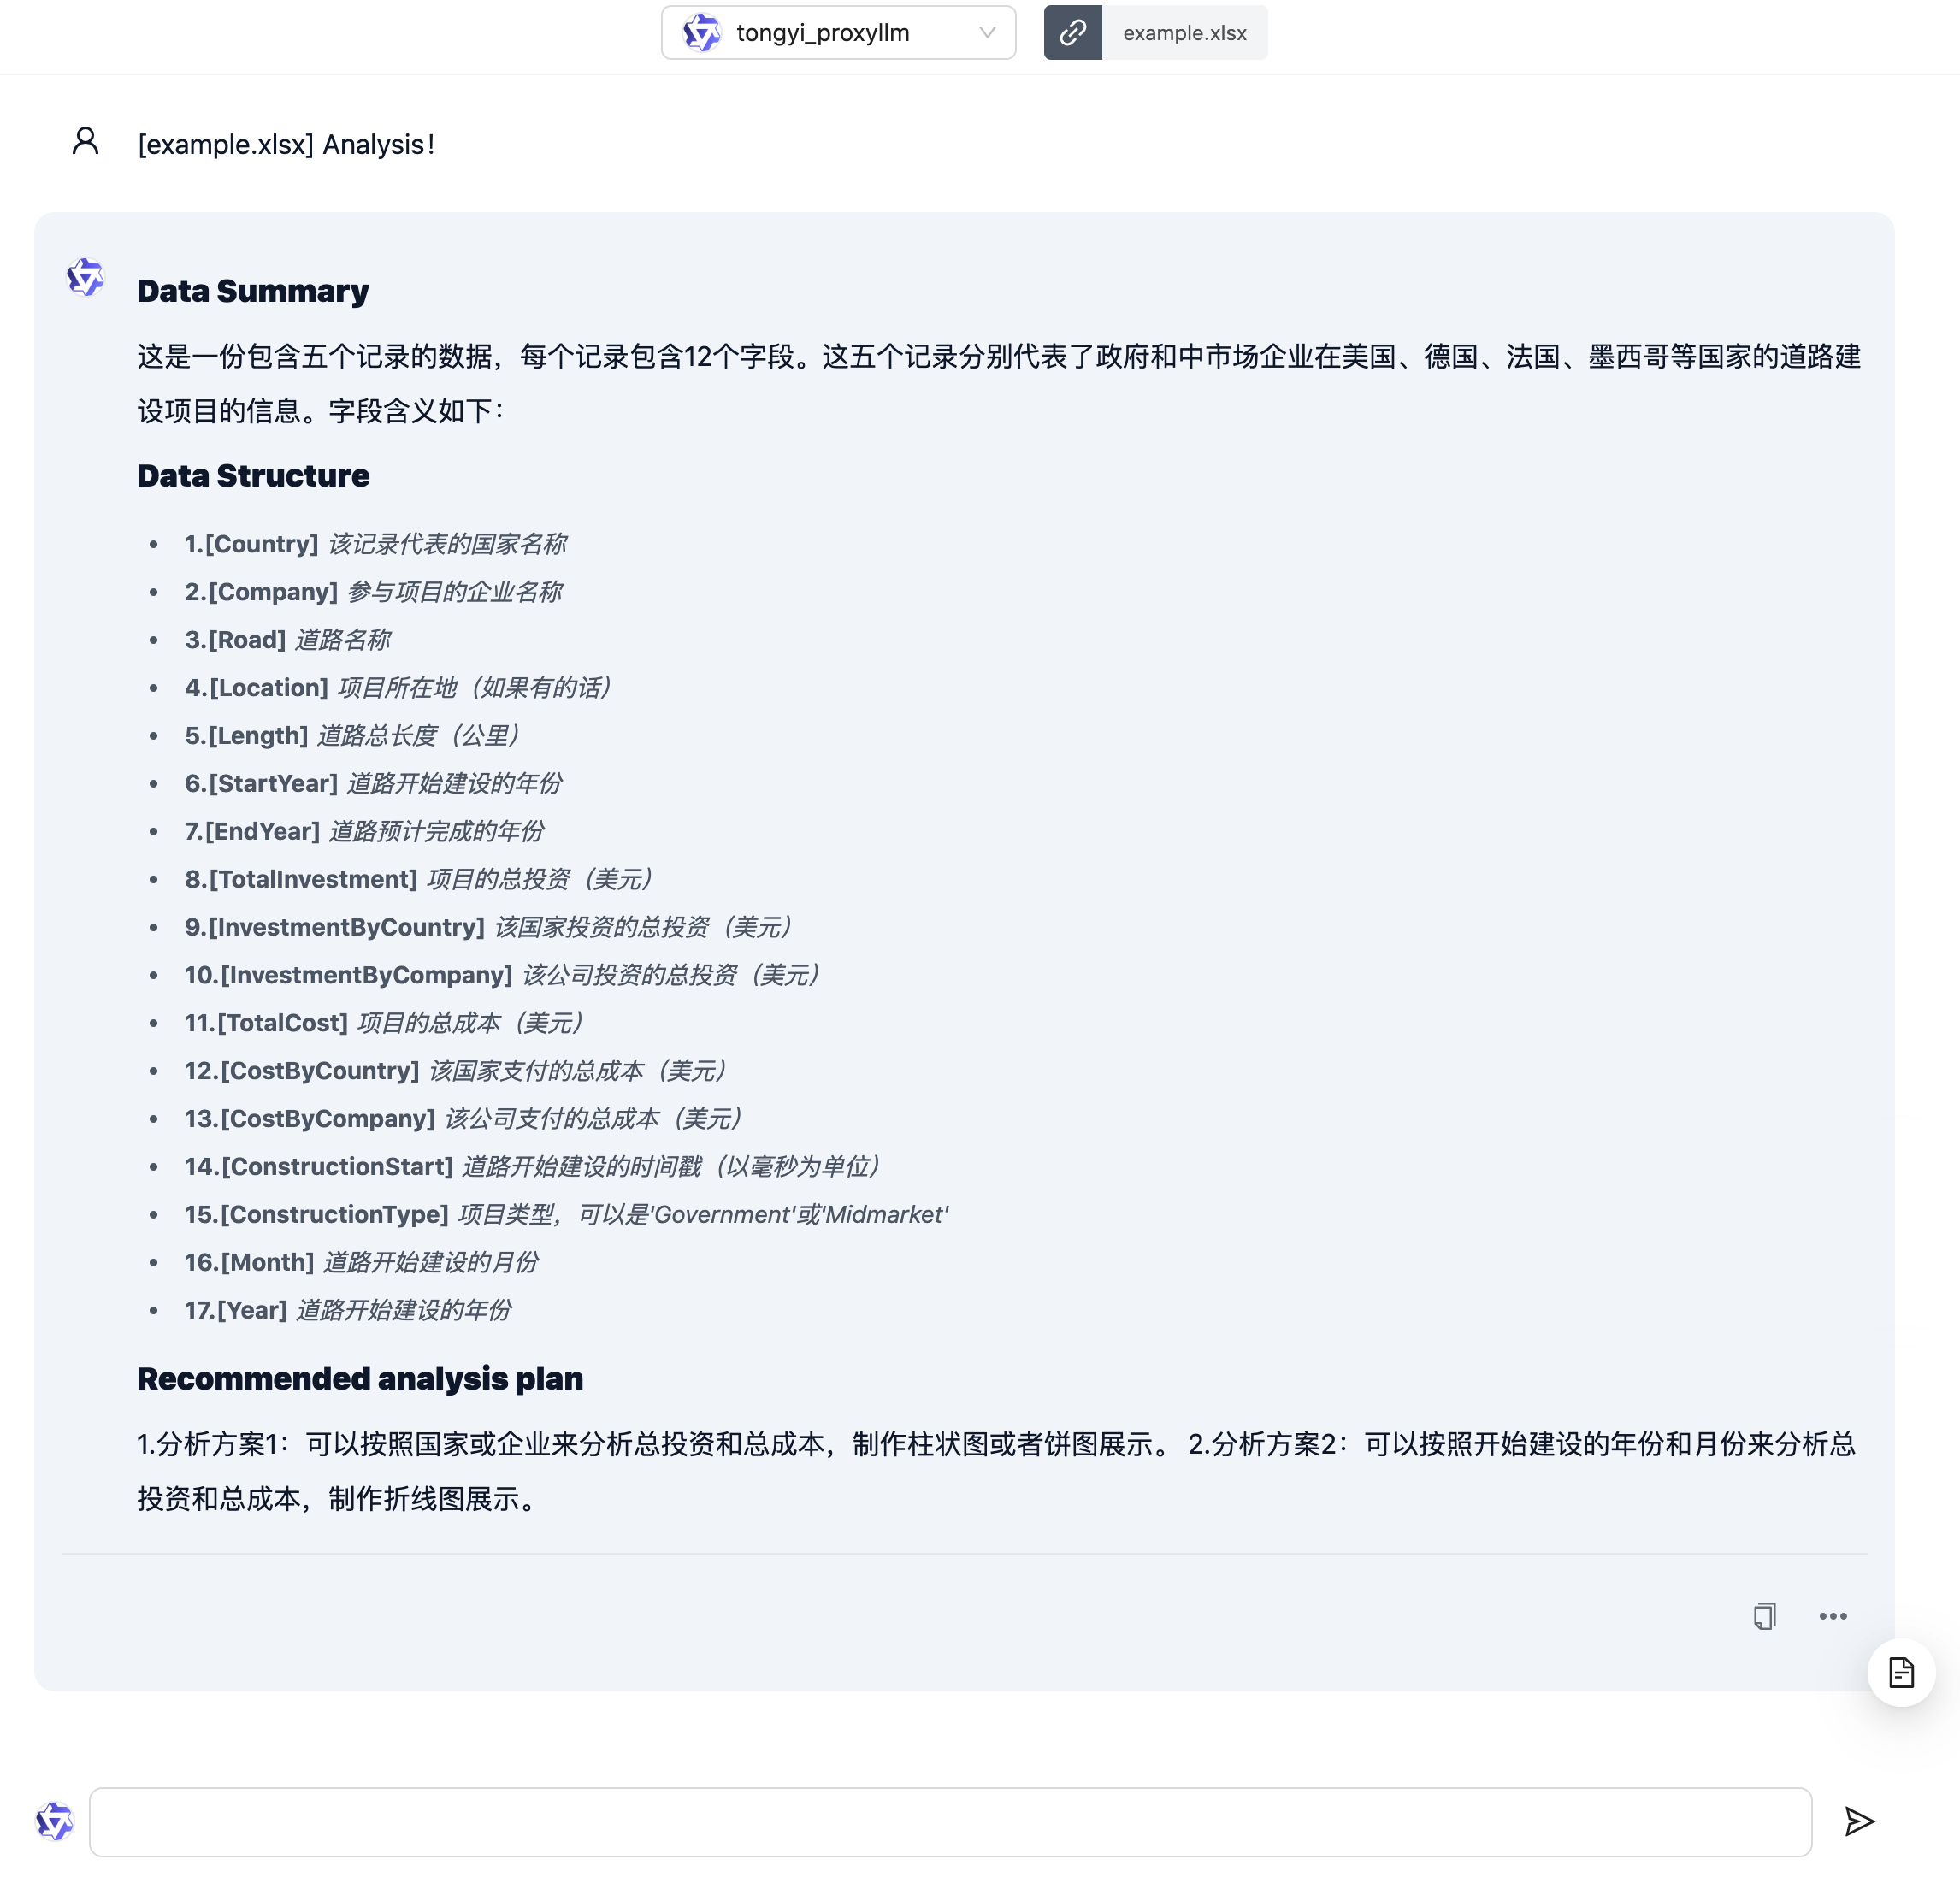 tongyi_proxyllm
example.xlsx
[example.xlsx] Analysis！
Data Summary
这是一份包含五个记录的数据，每个记录包含12个字段。这五个记录分别代表了政府和中市场企业在美国、德国、法国、墨西哥等国家的道路建
设项目的信息。字段含义如下：
Data Structure
• 1.[Country] 该记录代表的国家名称
• 2.[Company] 参与项目的企业名称
• 3.[Road] 道路名称
• 4.[Location] 项目所在地（如果有的话）
• 5.[Length] 道路总长度（公里）
• 6.[StartYear] 道路开始建设的年份
• 7.[EndYear] 道路预计完成的年份
• 8.[TotalInvestment] 项目的总投资（美元）
• 9.[InvestmentByCountry] 该国家投资的总投资（美元）
• 10.[InvestmentByCompany] 该公司投资的总投资（美元）
• 11.[TotalCost] 项目的总成本（美元）
• 12.[CostByCountry] 该国家支付的总成本（美元）
• 13.[CostByCompany] 该公司支付的总成本（美元）
• 14.[ConstructionStart] 道路开始建设的时间戳（以毫秒为单位）
• 15.[ConstructionType] 项目类型，可以是'Government'或'Midmarket'
• 16.[Month] 道路开始建设的月份
• 17.[Year] 道路开始建设的年份
Recommended analysis plan
1.分析方案1：可以按照国家或企业来分析总投资和总成本，制作柱状图或者饼图展示。 2.分析方案2：可以按照开始建设的年份和月份来分析总
投资和总成本，制作折线图展示。